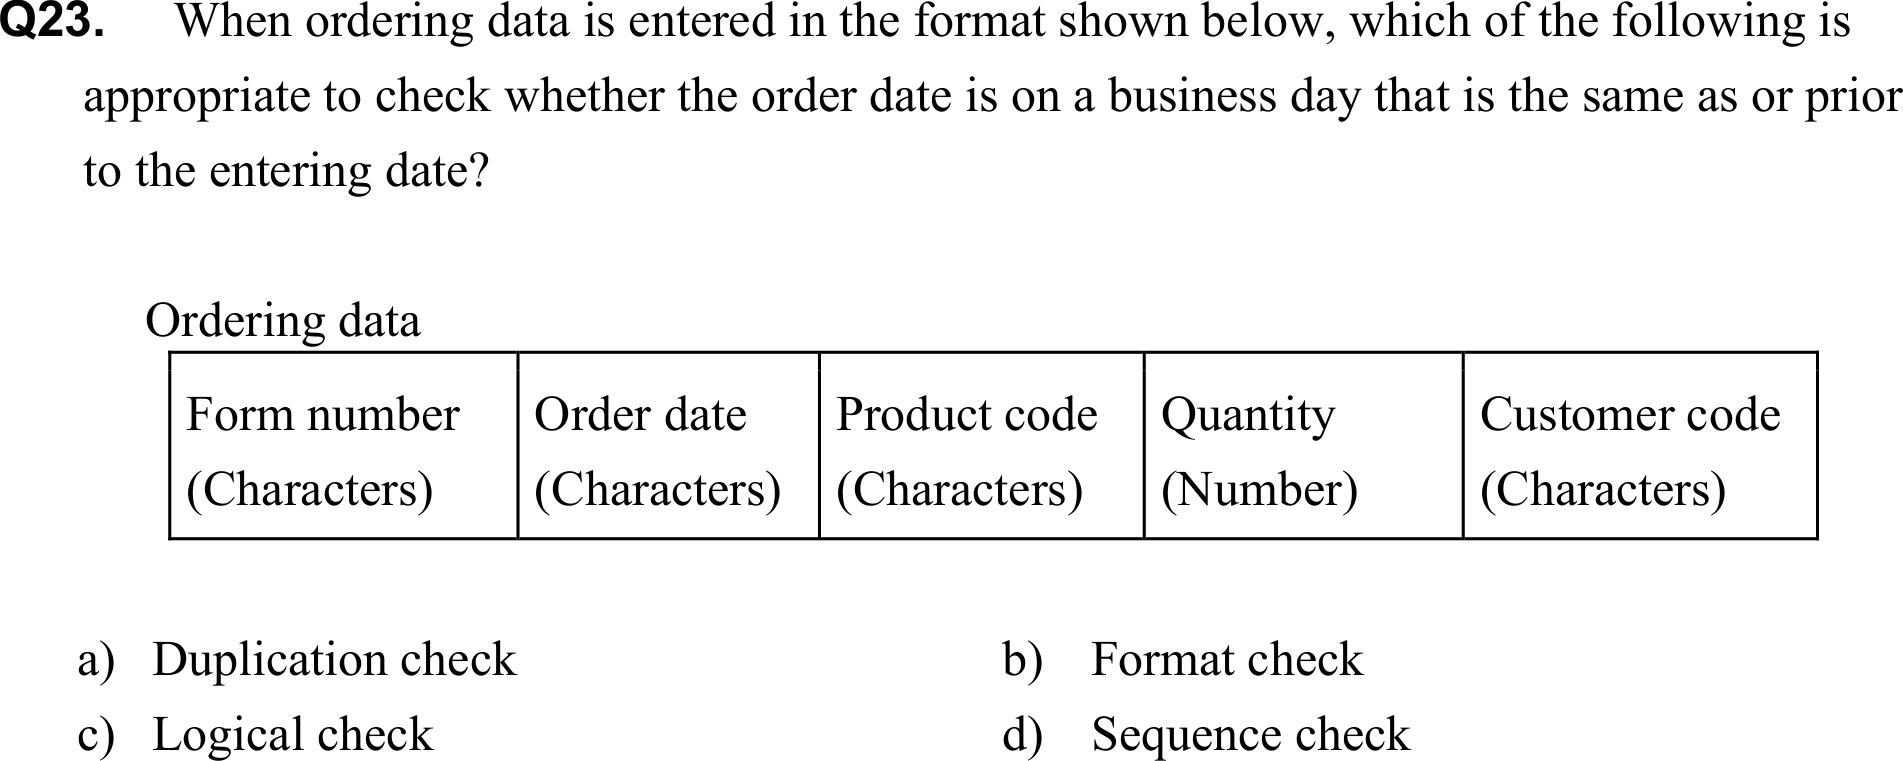 Q23. When ordering data is entered in the format shown below, which of the following is
appropriate to check whether the order date is on a business day that is the same as or prior
to the entering date?
Ordering data
Form number Order date Product code Quantity Customer code
(Characters) (Characters) (Characters) (Number) (Characters)
a) Duplication check b) Format check
c) Logical check d) Sequence check